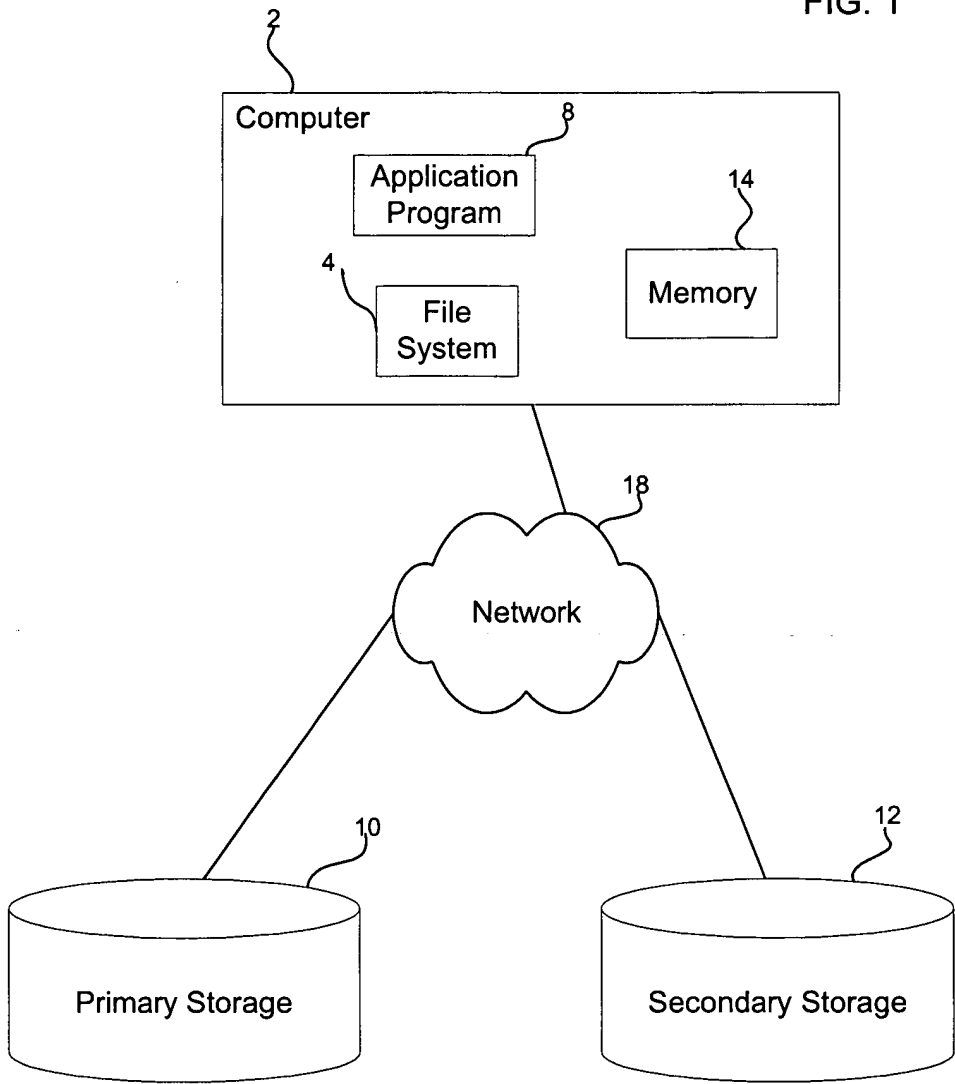 FIG. 1
2
Computer
8
Application
Program
14
Memory
4
File
System
18
Network
10
Primary Storage
12
Secondary Storage